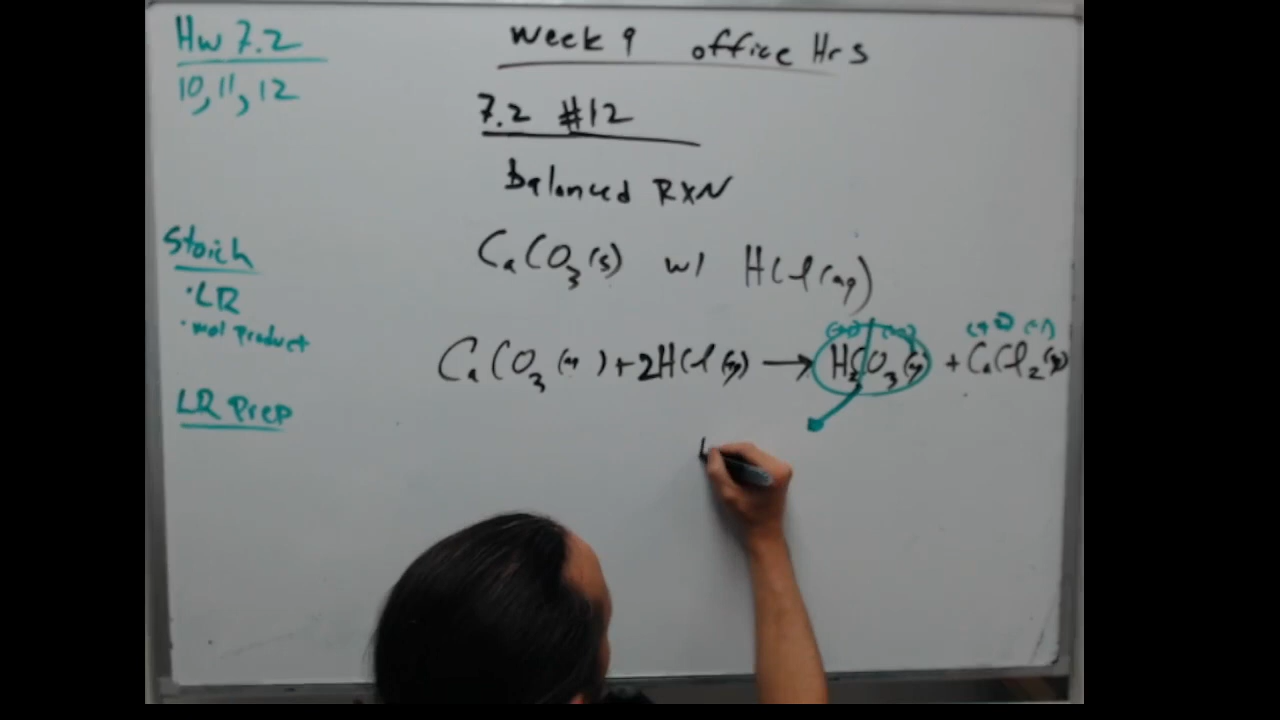 Hw 7.2
10, 11, 12
Week 9 office Hrs
7.2 #12
Balanced RXN
CaCO3(s) w/ HCl(aq)
Stoich
·LR
·mol Product
CaCO3( ) + 2HCl(aq) → H2CO3(aq) + CaCl2(aq)
LR Prep